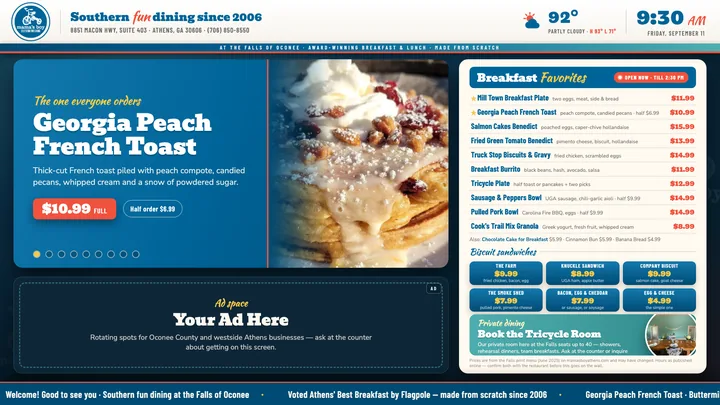 mama's boy
Southern fun dining since 2006
8851 MACON HWY, SUITE 403 · ATHENS, GA 30606 · (706) 850-8550
92°
PARTLY CLOUDY · H 93° L 71°
9:30 AM
FRIDAY, SEPTEMBER 11
AT THE FALLS OF OCONEE · AWARD-WINNING BREAKFAST & LUNCH · MADE FROM SCRATCH
The one everyone orders
Georgia Peach
French Toast
Thick-cut French toast piled with peach compote, candied
pecans, whipped cream and a snow of powdered sugar.
$10.99 FULL
Half order $6.99
AD
Ad space
Your Ad Here
Rotating spots for Oconee County and westside Athens businesses — ask at the counter
about getting on this screen.
Breakfast Favorites
OPEN NOW · TILL 2:30 PM
Mill Town Breakfast Plate two eggs, meat, side & bread $11.99
Georgia Peach French Toast peach compote, candied pecans · half $6.99 $10.99
Salmon Cakes Benedict poached eggs, caper-chive hollandaise $15.99
Fried Green Tomato Benedict pimento cheese, biscuit, hollandaise $13.99
Truck Stop Biscuits & Gravy fried chicken, scrambled eggs $14.99
Breakfast Burrito black beans, hash, avocado, salsa $11.99
Tricycle Plate half toast or pancakes + two picks $12.99
Sausage & Peppers Bowl UGA sausage, chili-garlic aioli · half $9.99 $14.99
Pulled Pork Bowl Carolina Fire BBQ, eggs · half $9.99 $14.99
Cook's Trail Mix Granola yogurt, fresh fruit, whipped cream $8.99
Also: Chocolate Cake for Breakfast $5.99 · Cinnamon Bun $5.99 · Banana Bread $4.99
Biscuit sandwiches
THE FARM
$9.99
fried chicken, bacon, egg
KNUCKLE SANDWICH
$8.99
USA ham, apple butter
COMPANY BISCUIT
$9.99
salmon cake, goat cheese
THE SMOKE SHED
$7.99
pulled pork, pimento cheese
BACON, EGG & CHEDDAR
$7.99
or sausage, or soysage
EGG & CHEESE
$4.99
the simple one
Private dining
Book the Tricycle Room
Our private room here at the Falls seats up to 40 — showers,
rehearsal dinners, team breakfasts. Ask at the counter or inquire
Welcome! Good to see you · Southern fun dining at the Falls of Oconee · Voted Athens' Best Breakfast by Flagpole — made from scratch since 2006 · Georgia Peach French Toast · Buttermi